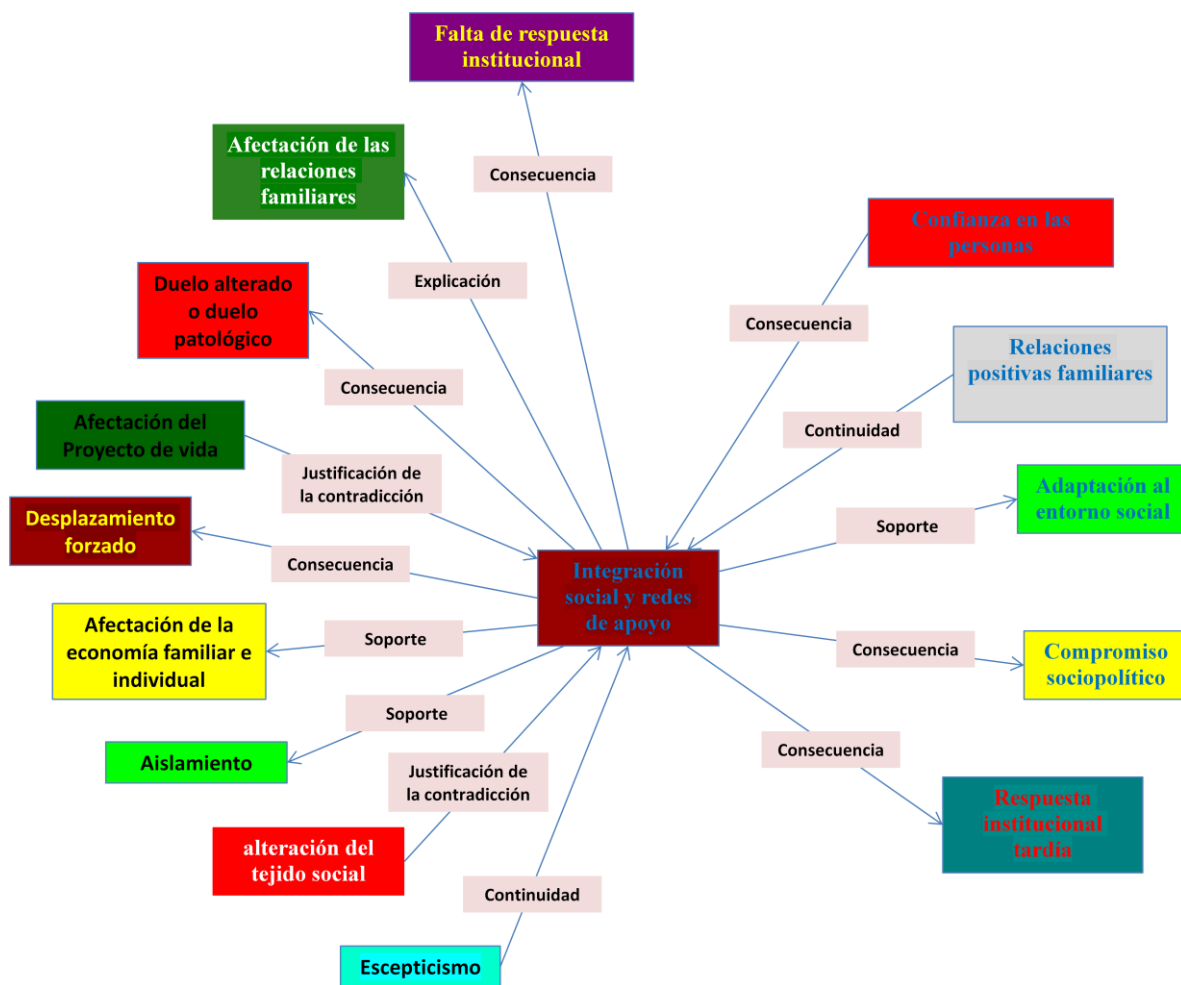 Falta de respuesta
institucional
Consecuencia
Afectación de las
relaciones
familiares
Explicación
Confianza en las
personas
Consecuencia
Duelo alterado
o duelo
patológico
Consecuencia
Relaciones
positivas familiares
Continuidad
Afectación del
Proyecto de vida
Justificación de
la contradicción
Adaptación al
entorno social
Soporte
Desplazamiento
forzado
Consecuencia
Integración
social y redes
de apoyo
Afectación de la
economía familiar e
individual
Soporte
Consecuencia
Compromiso
sociopolítico
Soporte
Aislamiento
Consecuencia
Justificación de
la contradicción
Respuesta
institucional
tardía
alteración del
tejido social
Continuidad
Escepticismo